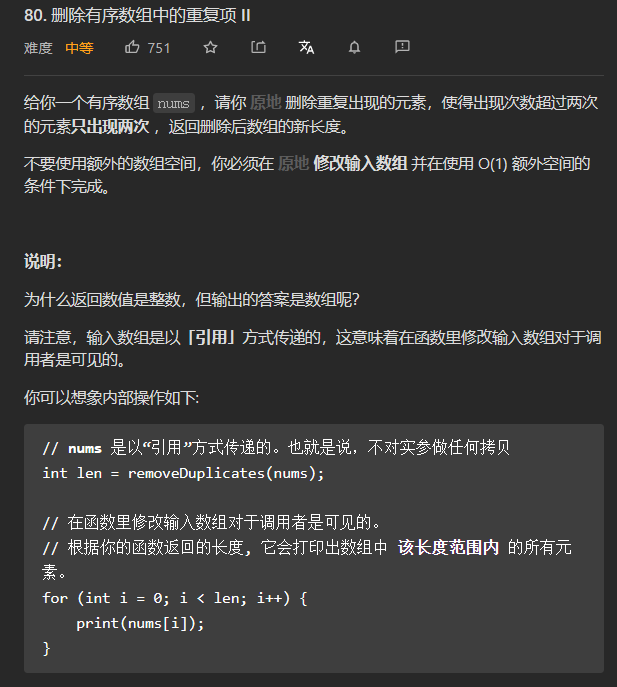 80. 删除有序数组中的重复项 II
难度 中等 751
给你一个有序数组 nums ，请你 原地 删除重复出现的元素，使得出现次数超过两次
的元素只出现两次 ，返回删除后数组的新长度。
不要使用额外的数组空间，你必须在 原地 修改输入数组 并在使用 O(1) 额外空间的
条件下完成。
说明：
为什么返回数值是整数，但输出的答案是数组呢？
请注意，输入数组是以「引用」方式传递的，这意味着在函数里修改输入数组对于调
用者是可见的。
你可以想象内部操作如下:
// nums 是以“引用”方式传递的。也就是说，不对实参做任何拷贝
int len = removeDuplicates(nums);
// 在函数里修改输入数组对于调用者是可见的。
// 根据你的函数返回的长度, 它会打印出数组中 该长度范围内 的所有元
素。
for (int i = 0; i < len; i++) {
    print(nums[i]);
}